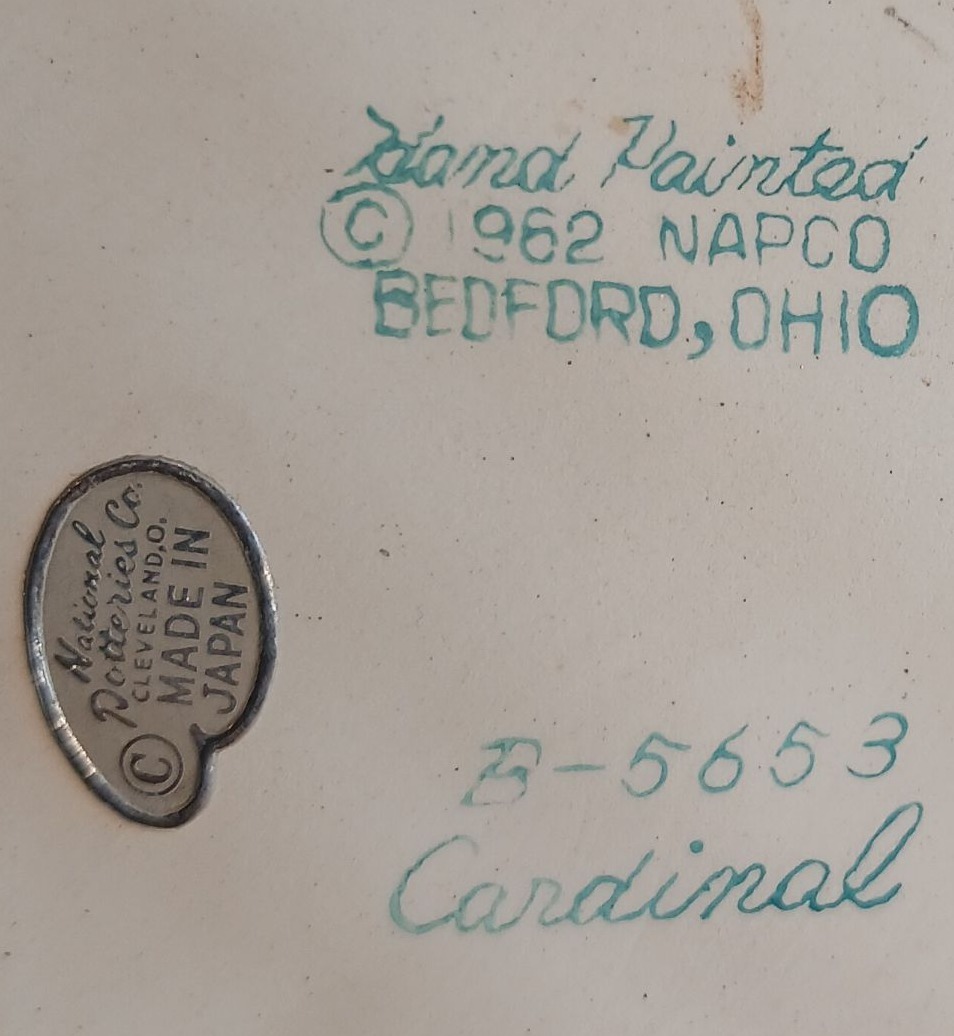 Hand Painted
© 1962 NAPCO
BEDFORD, OHIO
National
Potteries Co.
CLEVELAND, O.
MADE IN
JAPAN
©
B-5653
Cardinal